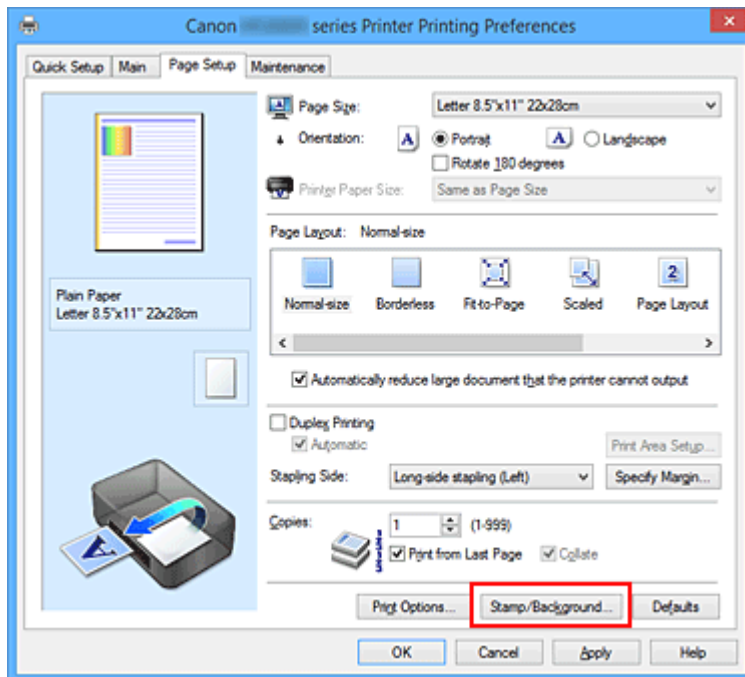 Canon series Printer Printing Preferences
Quick Setup Main Page Setup Maintenance
Page Size: Letter 8.5"x11" 22x28cm
Orientation: A Portrait A Landscape
Rotate 180 degrees
Printer Paper Size: Same as Page Size
Page Layout: Normal-size
2
Normal-size Borderless Fit-to-Page Scaled Page Layout
Plain Paper
Letter 8.5"x11" 22x28cm
Automatically reduce large document that the printer cannot output
Duplex Printing
Automatic
Print Area Setup...
Stapling Side: Long-side stapling (Left) Specify Margin...
Copies: 1 (1-999)
Print from Last Page Collate
A
Print Options... Stamp/Background... Defaults
OK Cancel Apply Help